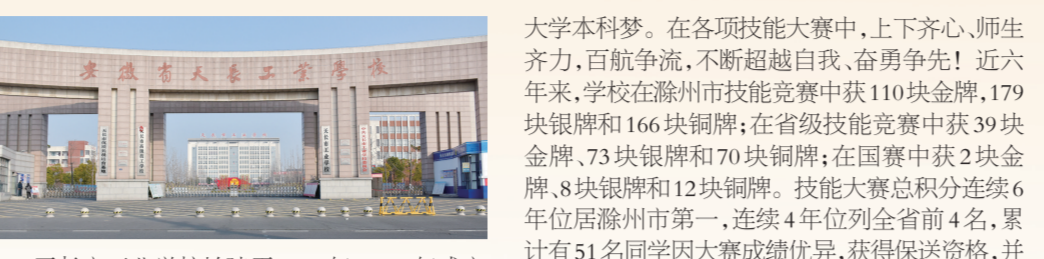 安徽省天长工业学校
大学本科梦。在各项技能大赛中,上下齐心、师生
齐力,百航争流,不断超越自我、奋勇争先!近六
年来,学校在滁州市技能竞赛中获110块金牌,179
块银牌和166块铜牌;在省级技能竞赛中获39块
金牌、73块银牌和70块铜牌;在国赛中获2块金
牌、8块银牌和12块铜牌。技能大赛总积分连续6
年位居滁州市第一,连续4年位列全省前4名,累
计有51名同学因大赛成绩优异,获得保送资格,并